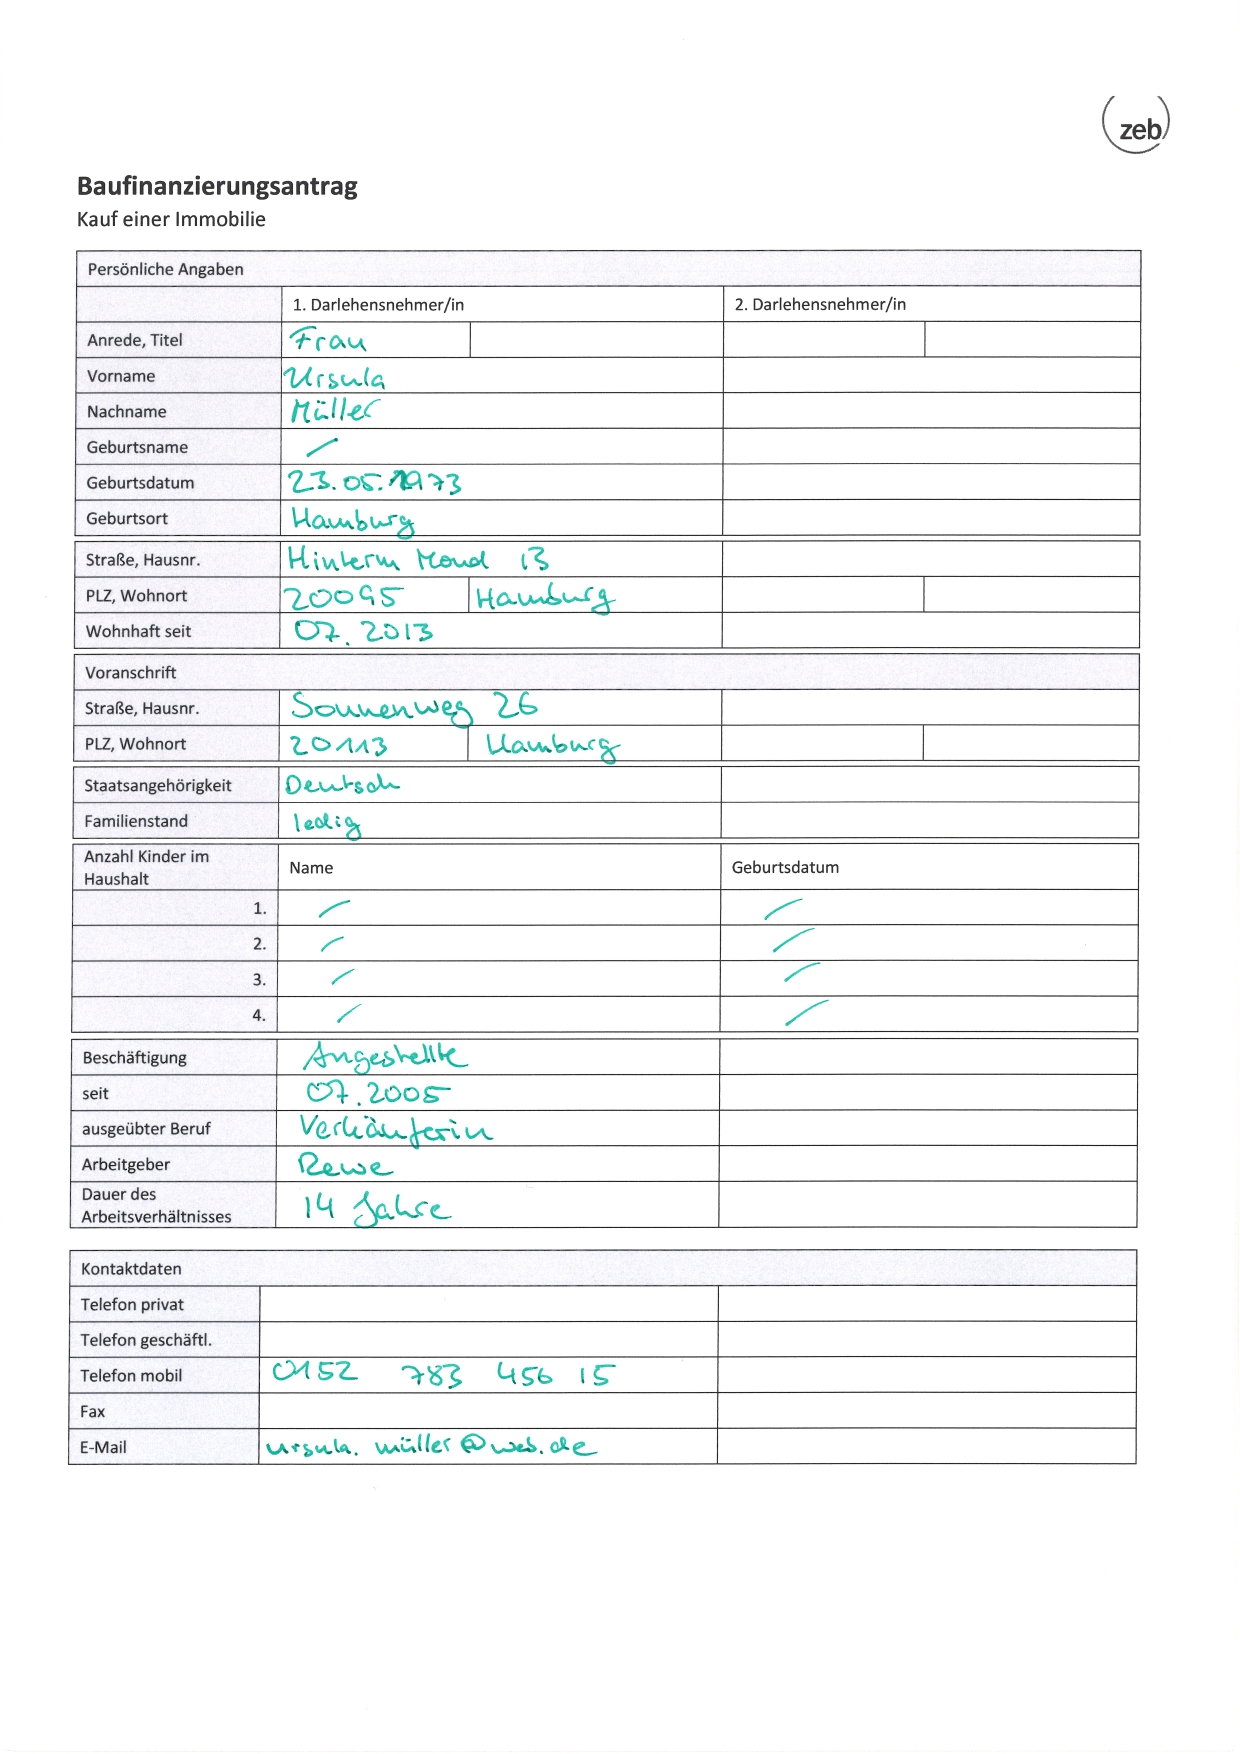 zeb
Baufinanzierungsantrag
Kauf einer Immobilie
Persönliche Angaben
1. Darlehensnehmer/in 2. Darlehensnehmer/in
Anrede, Titel Frau
Vorname Ursula
Nachname Müller
Geburtsname /
Geburtsdatum 23.05.1973
Geburtsort Hamburg
Straße, Hausnr. Hinterm Mond 13
PLZ, Wohnort 20095 Hamburg
Wohnhaft seit 07.2013
Voranschrift
Straße, Hausnr. Sonnenweg 26
PLZ, Wohnort 20113 Hamburg
Staatsangehörigkeit Deutsch
Familienstand ledig
Anzahl Kinder im
Haushalt Name Geburtsdatum
1. / /
2. / /
3. / /
4. / /
Beschäftigung Angestellte
seit 07.2005
ausgeübter Beruf Verkäuferin
Arbeitgeber Rewe
Dauer des
Arbeitsverhältnisses 14 Jahre
Kontaktdaten
Telefon privat
Telefon geschäftl.
Telefon mobil 0152 783 456 15
Fax
E-Mail ursula.müller@web.de